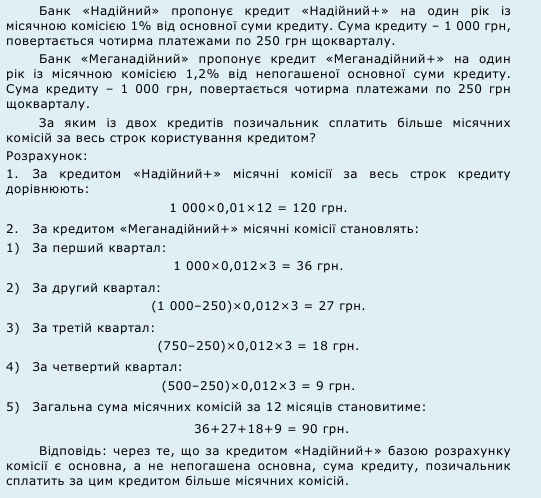 Банк «Надійний» пропонує кредит «Надійний+» на один рік із
місячною комісією 1% від основної суми кредиту. Сума кредиту – 1 000 грн,
повертається чотирма платежами по 250 грн щокварталу.
Банк «Меганадійний» пропонує кредит «Меганадійний+» на один
рік із місячною комісією 1,2% від непогашеної основної суми кредиту.
Сума кредиту – 1 000 грн, повертається чотирма платежами по 250 грн
щокварталу.
За яким із двох кредитів позичальник сплатить більше місячних
комісій за весь строк користування кредитом?
Розрахунок:
1. За кредитом «Надійний+» місячні комісії за весь строк кредиту
дорівнюють:
1 000×0,01×12 = 120 грн.
2. За кредитом «Меганадійний+» місячні комісії становлять:
1) За перший квартал:
1 000×0,012×3 = 36 грн.
2) За другий квартал:
(1 000–250)×0,012×3 = 27 грн.
3) За третій квартал:
(750–250)×0,012×3 = 18 грн.
4) За четвертий квартал:
(500–250)×0,012×3 = 9 грн.
5) Загальна сума місячних комісій за 12 місяців становитиме:
36+27+18+9 = 90 грн.
Відповідь: через те, що за кредитом «Надійний+» базою розрахунку
комісії є основна, а не непогашена основна, сума кредиту, позичальник
сплатить за цим кредитом більше місячних комісій.